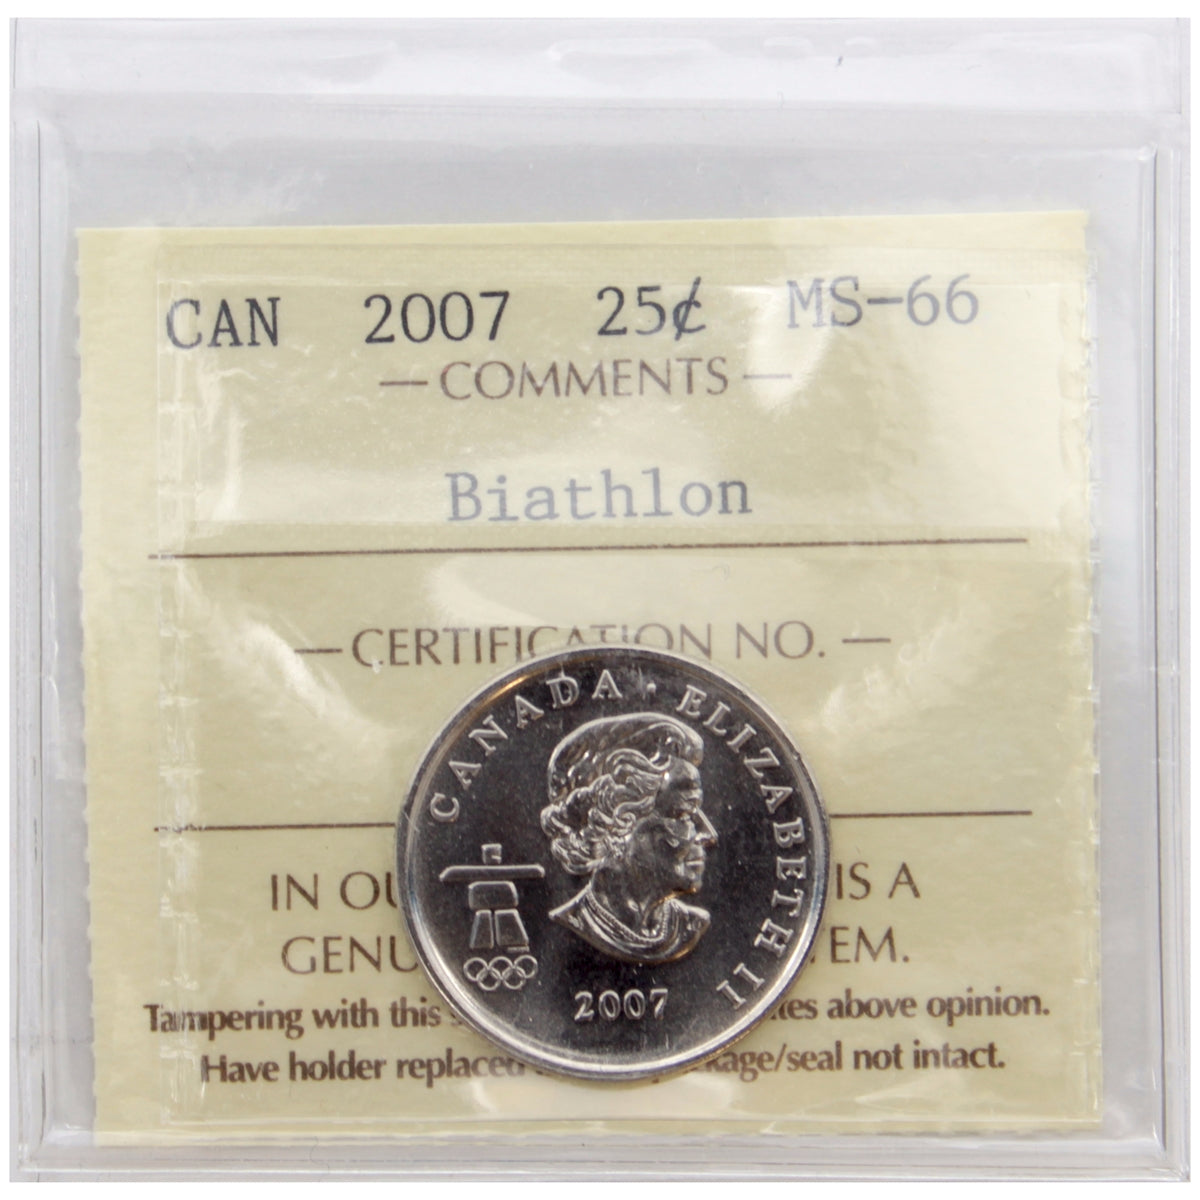 CAN 2007 25¢ MS-66
— COMMENTS —
Biathlon
— CERTIFICATION NO. —
CANADA · ELIZABETH II
2007
IN OU IS A
GENU EM.
Tampering with this tes above opinion.
Have holder replaced kage/seal not intact.